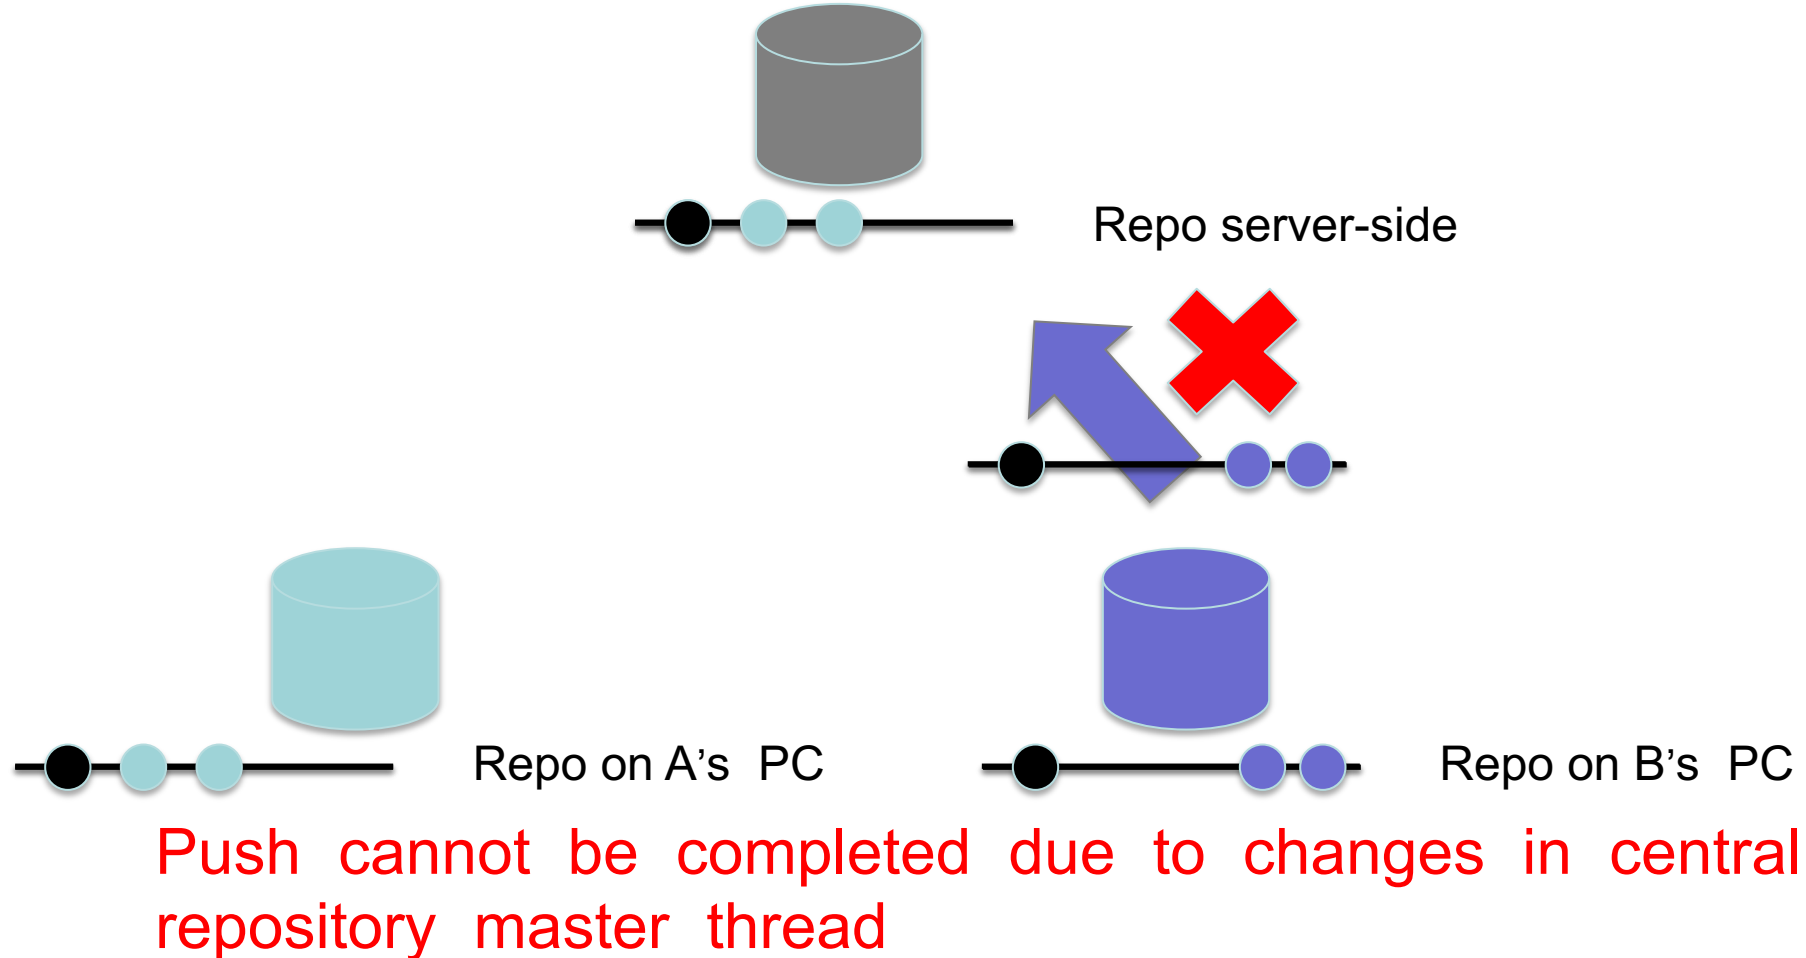 Repo server-side
Repo on A’s PC
Repo on B’s PC
Push cannot be completed due to changes in central
repository master thread